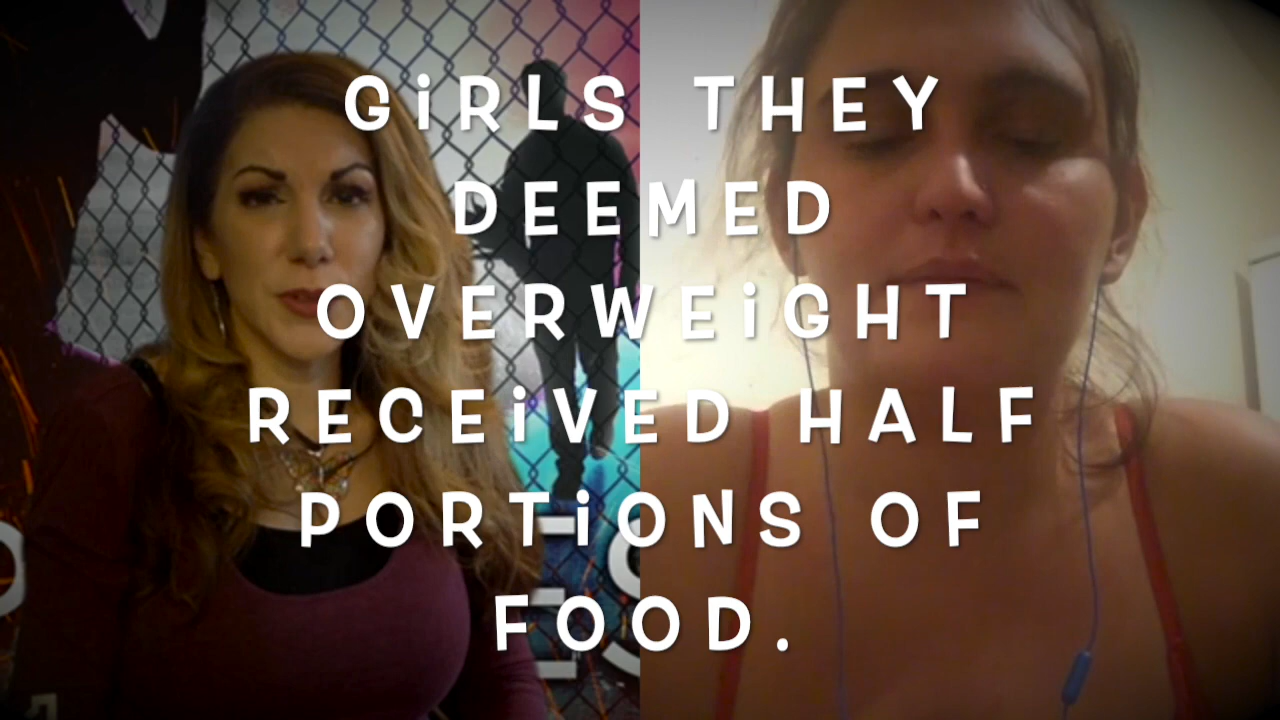 GiRLS THEY
DEEMED
OVERWEiGHT
RECEiVED HALF
PORTiONS OF
FOOD.